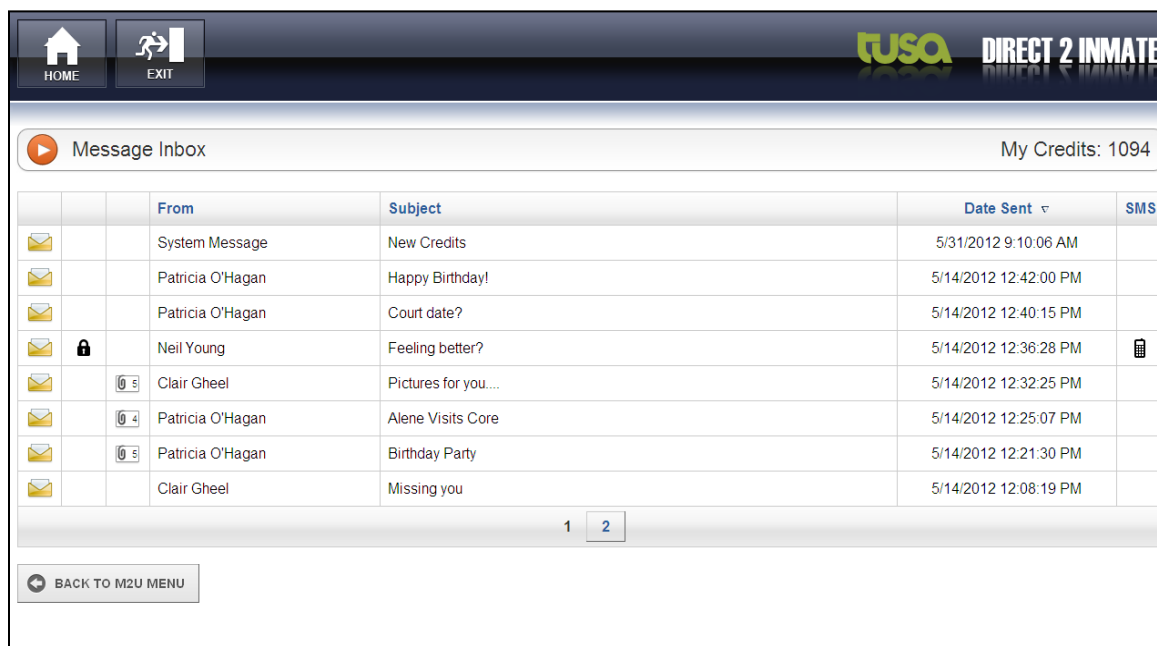 HOME EXIT tusa DIRECT 2 INMATE
Message Inbox My Credits: 1094
From Subject Date Sent SMS
System Message New Credits 5/31/2012 9:10:06 AM
Patricia O'Hagan Happy Birthday! 5/14/2012 12:42:00 PM
Patricia O'Hagan Court date? 5/14/2012 12:40:15 PM
Neil Young Feeling better? 5/14/2012 12:36:28 PM
5 Clair Gheel Pictures for you.... 5/14/2012 12:32:25 PM
4 Patricia O'Hagan Alene Visits Core 5/14/2012 12:25:07 PM
5 Patricia O'Hagan Birthday Party 5/14/2012 12:21:30 PM
Clair Gheel Missing you 5/14/2012 12:08:19 PM
1 2
BACK TO M2U MENU